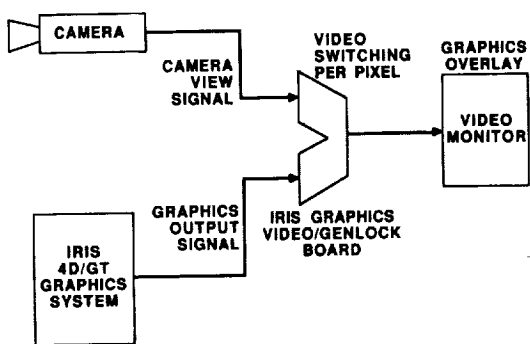 CAMERA
CAMERA
VIEW
SIGNAL
VIDEO
SWITCHING
PER PIXEL
GRAPHICS
OVERLAY
VIDEO
MONITOR
GRAPHICS
OUTPUT
SIGNAL
IRIS GRAPHICS
VIDEO/GENLOCK
BOARD
IRIS
4D/GT
GRAPHICS
SYSTEM